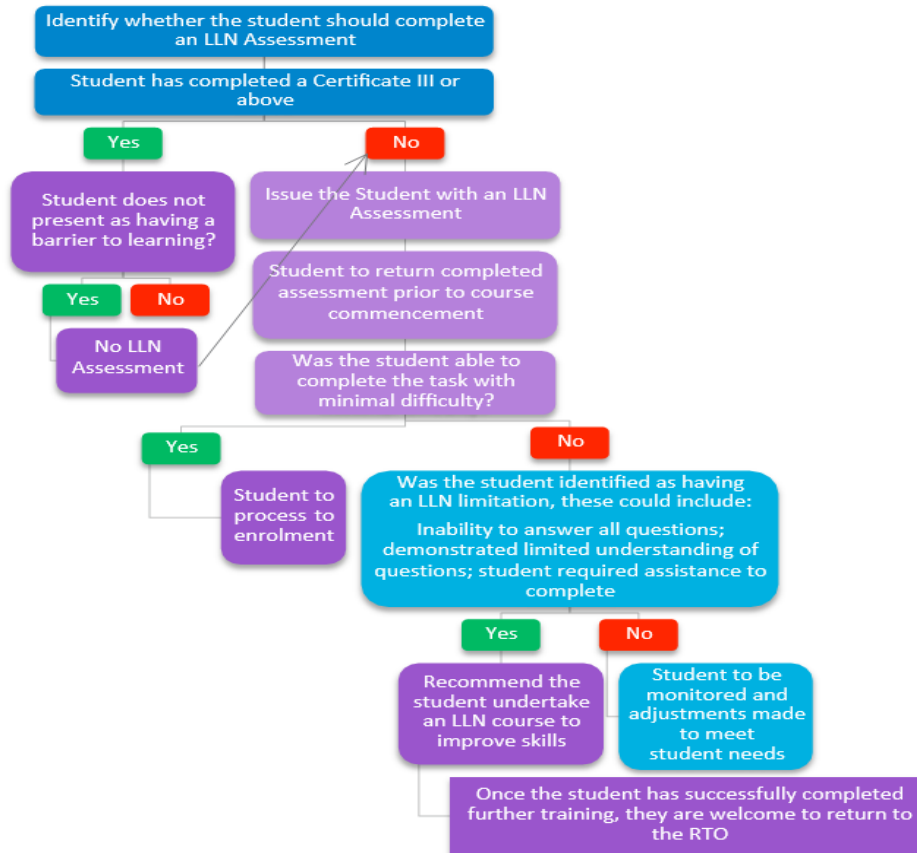 Identify whether the student should complete
an LLN Assessment
Student has completed a Certificate III or
above
Yes
No
Student does not
present as having a
barrier to learning?
Yes
No
No LLN
Assessment
Issue the Student with an LLN
Assessment
Student to return completed
assessment prior to course
commencement
Was the student able to
complete the task with
minimal difficulty?
Yes
No
Student to
process to
enrolment
Was the student identified as having
an LLN limitation, these could include:
Inability to answer all questions;
demonstrated limited understanding of
questions; student required assistance to
complete
Yes
No
Recommend the
student undertake
an LLN course to
improve skills
Student to be
monitored and
adjustments made
to meet
student needs
Once the student has successfully completed
further training, they are welcome to return to
the RTO